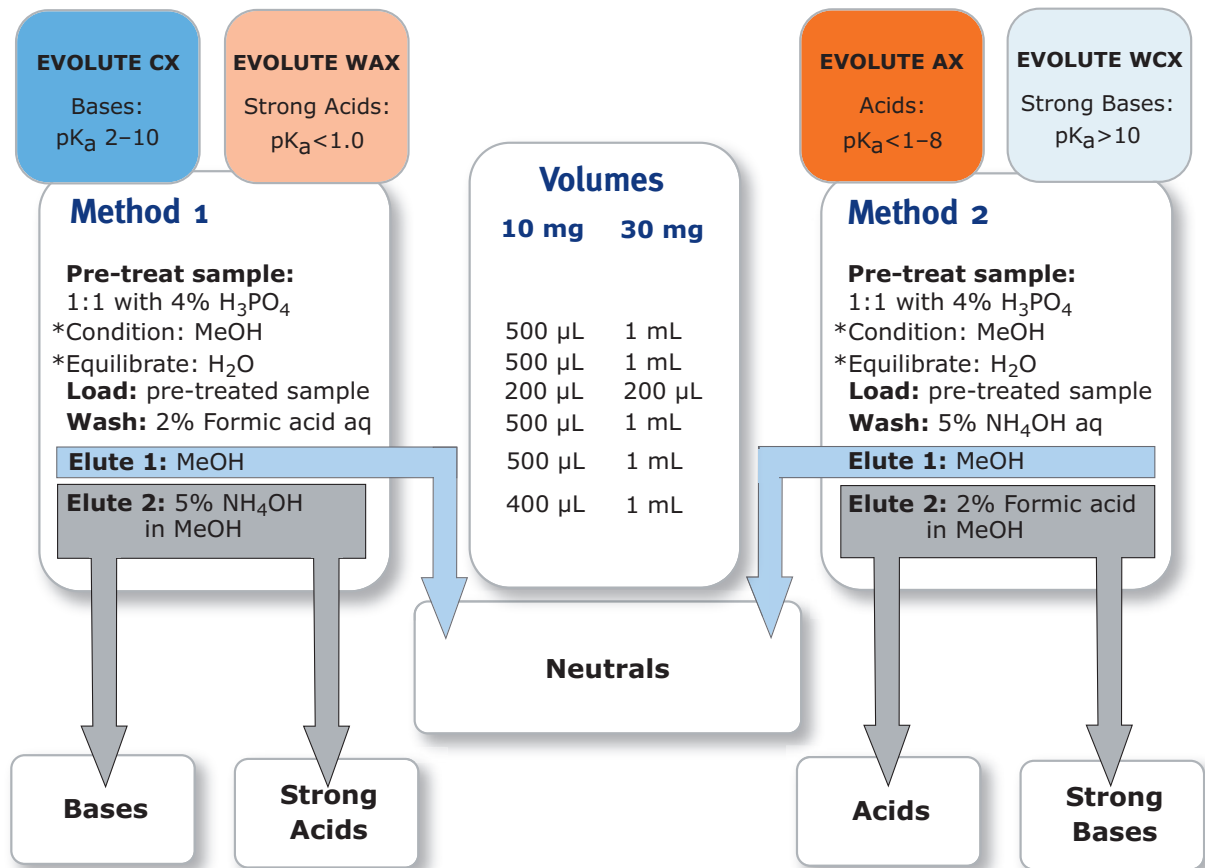 EVOLUTE CX
Bases:
pKa 2–10
EVOLUTE WAX
Strong Acids:
pKa<1.0
EVOLUTE AX
Acids:
pKa<1–8
EVOLUTE WCX
Strong Bases:
pKa>10
Method 1
Pre-treat sample:
1:1 with 4% H3PO4
*Condition: MeOH
*Equilibrate: H2O
Load: pre-treated sample
Wash: 2% Formic acid aq
Elute 1: MeOH
Elute 2: 5% NH4OH
in MeOH
Volumes
10 mg 30 mg
500 µL 1 mL
500 µL 1 mL
200 µL 200 µL
500 µL 1 mL
500 µL 1 mL
400 µL 1 mL
Method 2
Pre-treat sample:
1:1 with 4% H3PO4
*Condition: MeOH
*Equilibrate: H2O
Load: pre-treated sample
Wash: 5% NH4OH aq
Elute 1: MeOH
Elute 2: 2% Formic acid
in MeOH
Neutrals
Bases
Strong
Acids
Acids
Strong
Bases